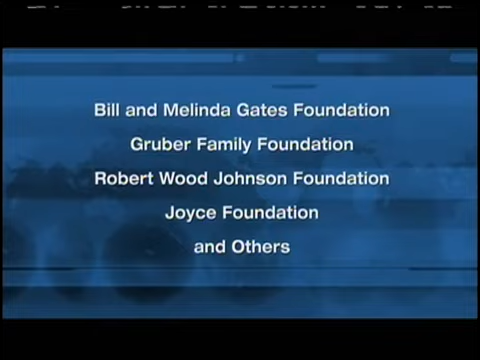 Bill and Melinda Gates Foundation
Gruber Family Foundation
Robert Wood Johnson Foundation
Joyce Foundation
and Others